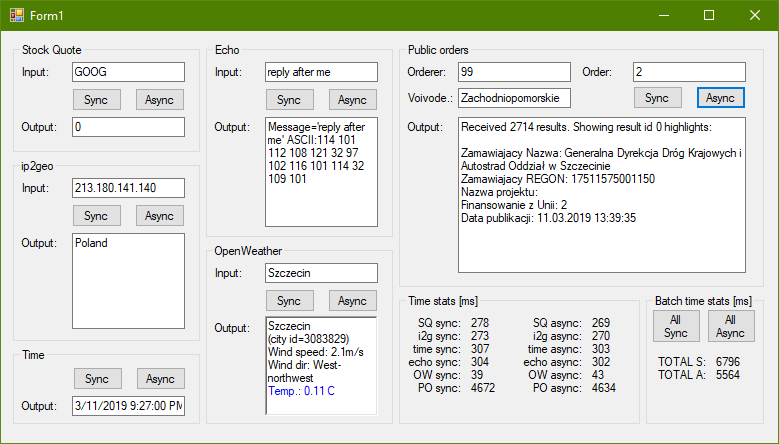 Form1
Stock Quote
Input: GOOG
Sync Async
Output: 0
ip2geo
Input: 213.180.141.140
Sync Async
Output: Poland
Time
Sync Async
Output: 3/11/2019 9:27:00 PM
Echo
Input: reply after me
Sync Async
Output: Message='reply after
me' ASCII:114 101
112 108 121 32 97
102 116 101 114 32
109 101
OpenWeather
Input: Szczecin
Sync Async
Output: Szczecin
(city id=3083829)
Wind speed: 2.1m/s
Wind dir: West-
northwest
Temp.: 0.11 C
Public orders
Orderer: 99 Order: 2
Voivode.: Zachodniopomorskie Sync Async
Output: Received 2714 results. Showing result id 0 highlights:
Zamawiajacy Nazwa: Generalna Dyrekcja Dróg Krajowych i
Autostrad Oddział w Szczecinie
Zamawiajacy REGON: 17511575001150
Nazwa projektu:
Finansowanie z Unii: 2
Data publikacji: 11.03.2019 13:39:35
Time stats [ms]
SQ sync: 278 SQ async: 269
i2g sync: 273 i2g async: 270
time sync: 307 time async: 303
echo sync: 304 echo async: 302
OW sync: 39 OW async: 43
PO sync: 4672 PO async: 4634
Batch time stats [ms]
All All
Sync Async
TOTAL S: 6796
TOTAL A: 5564